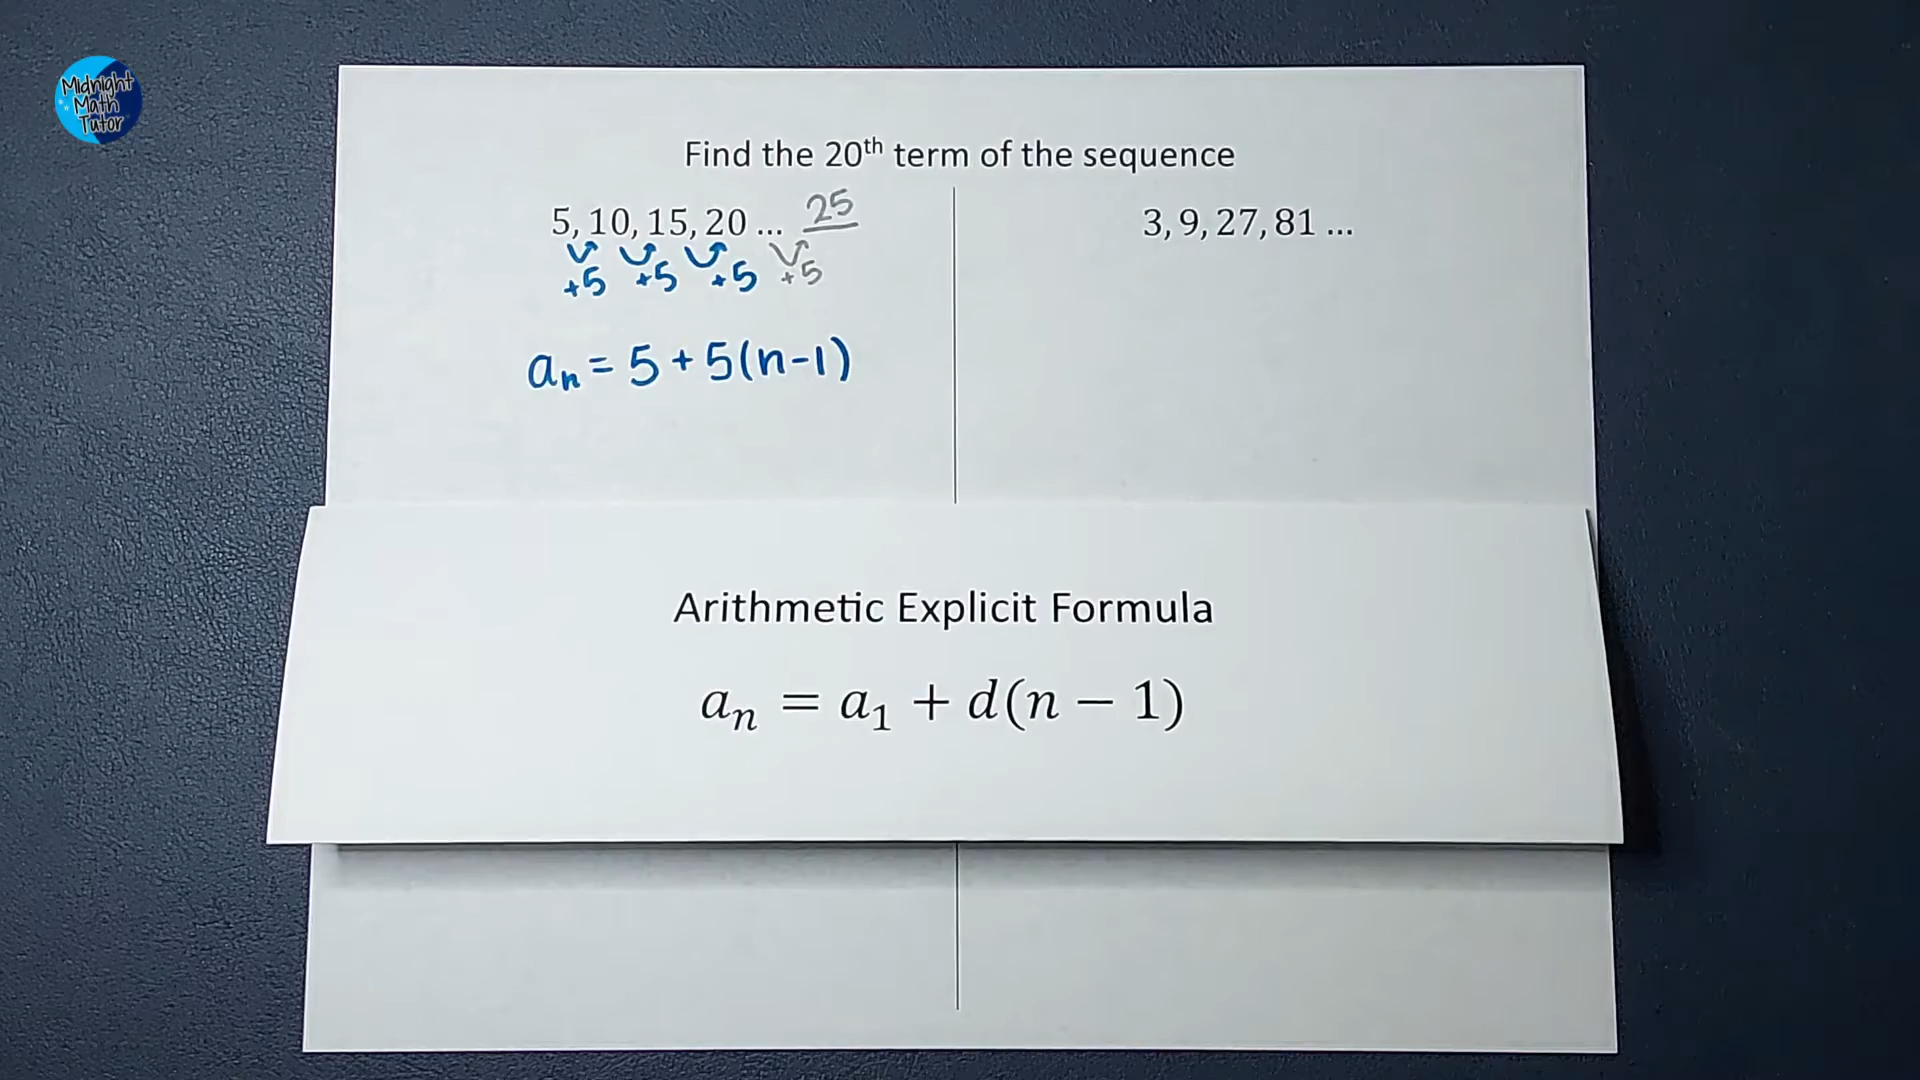 Midnight
Math
Tutor
Find the 20th term of the sequence
5, 10, 15, 20 ... 25
+5 +5 +5 +5
aₙ = 5 + 5(n-1)
3, 9, 27, 81 ...
Arithmetic Explicit Formula
aₙ = a₁ + d(n − 1)